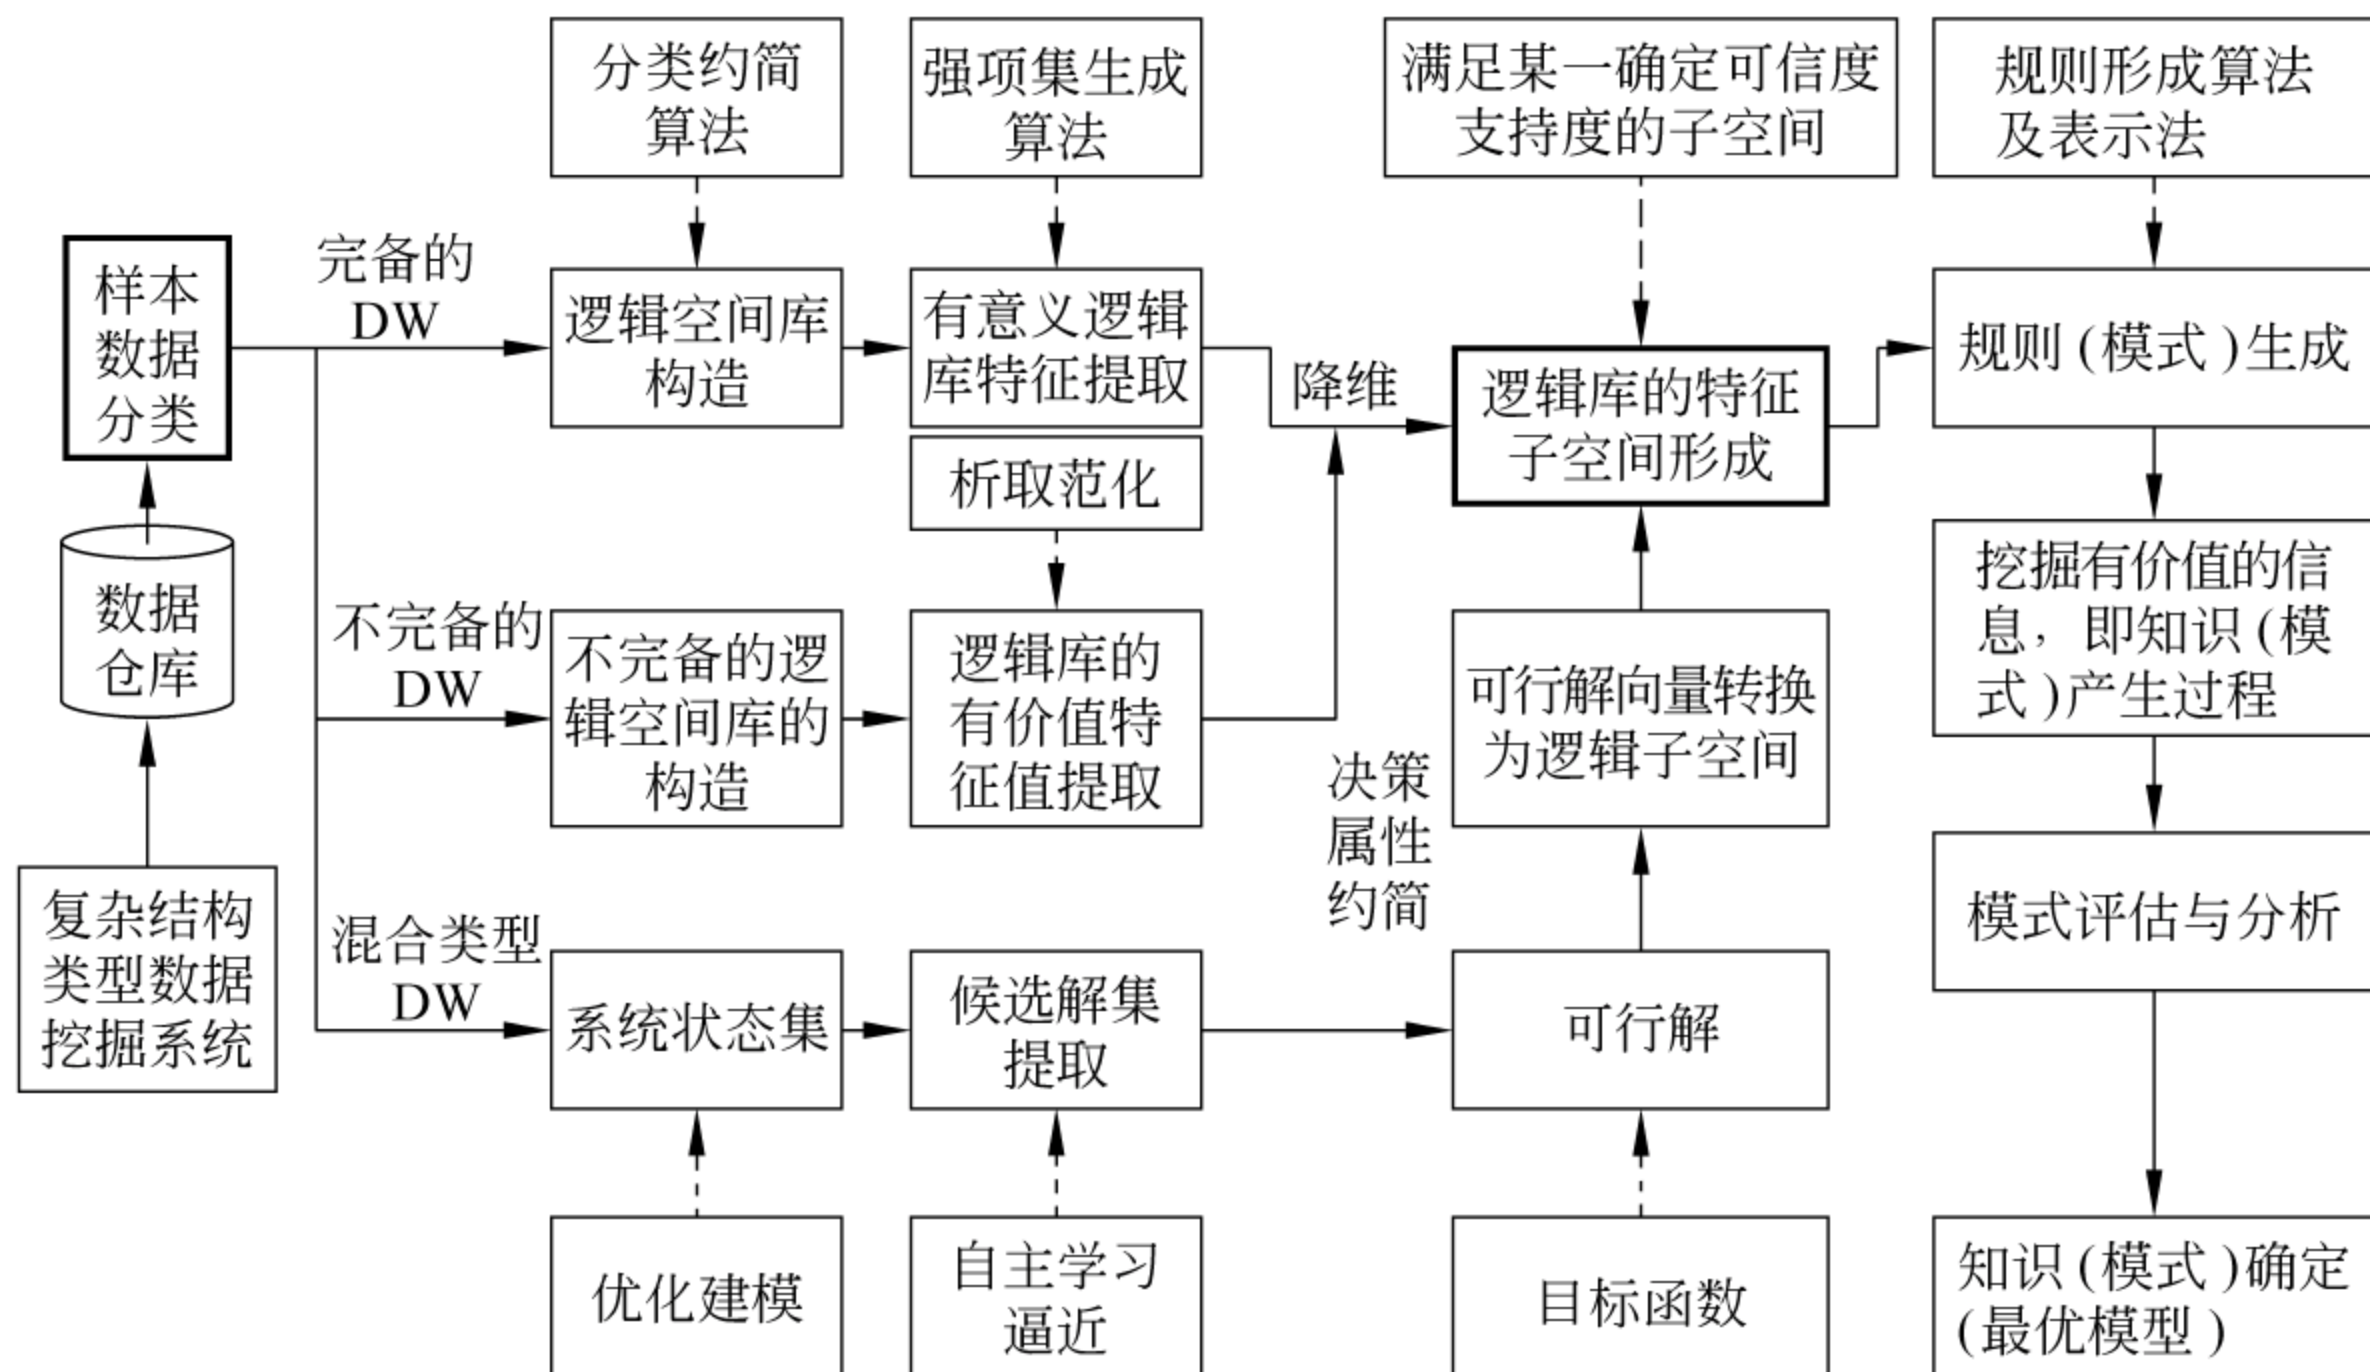 分类约简
算法
强项集生成
算法
满足某一确定可信度
支持度的子空间
规则形成算法
及表示法
样本
数据
分类
完备的
DW
逻辑空间库
构造
有意义逻辑
库特征提取
降维
逻辑库的特征
子空间形成
规则(模式)生成
析取范化
数据
仓库
不完备的
DW
不完备的逻
辑空间库的
构造
逻辑库的
有价值特
征值提取
可行解向量转换
为逻辑子空间
挖掘有价值的信
息，即知识(模
式)产生过程
决策
属性
约简
复杂结构
类型数据
挖掘系统
混合类型
DW
系统状态集
候选解集
提取
可行解
模式评估与分析
优化建模
自主学习
逼近
目标函数
知识(模式)确定
(最优模型)